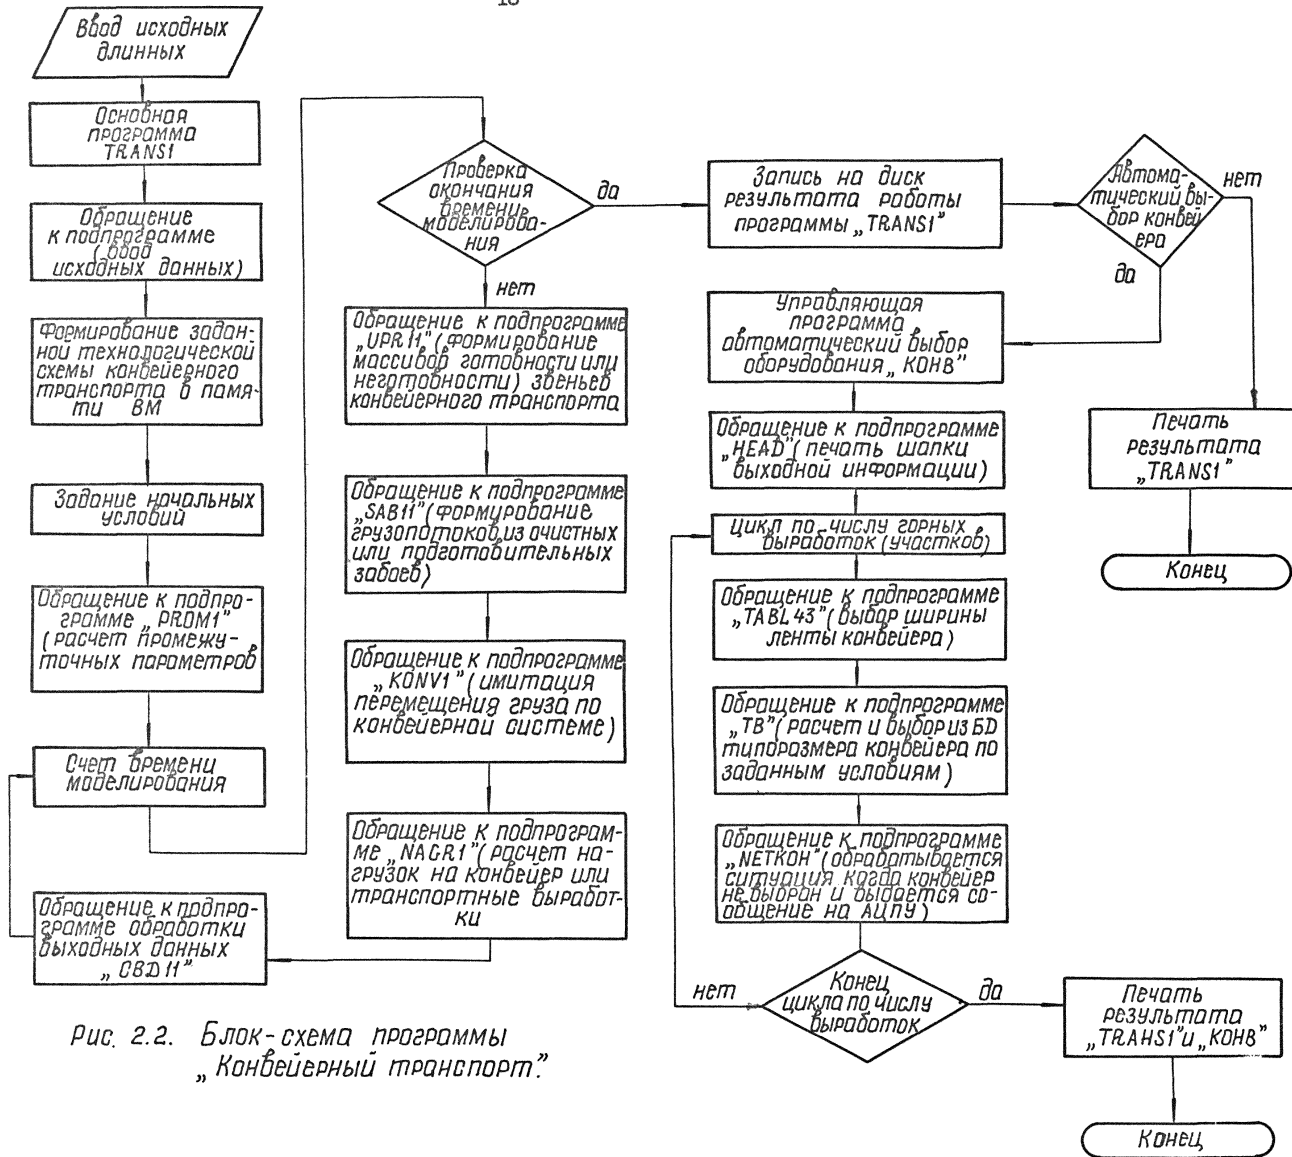 18
Ввод исходных
длинных
Основная
программа
TRANS1
Обращение
к подпрограмме
(ввод
исходных данных)
Формирование задан-
ной технологической
схемы конвейерного
транспорта в памя-
ти ВМ
Задание начальных
условий
Обращение к подпро-
грамме „PROM1"
(расчет промежу-
точных параметров
Счет времени
моделирования
Обращение к подпро-
грамме обработки
выходных данных
„OBD11"
Проверка
окончания
времени
моделирова-
ния
да
нет
Обращение к подпрограмме
„UPR11" (формирование
массивов готовности или
неготовности) звеньев
конвейерного транспорта
Обращение к подпрограмме
„SAB11" (формирование
грузопотоков из очистных
или подготовительных
забоев)
Обращение к подпрограмме
„KONV1" (имитация
перемещения груза по
конвейерной системе)
Обращение к подпрограм-
ме „NAGR1" (расчет на-
грузок на конвейер или
транспортные выработ-
ки
Запись на диск
результата работы
программы „TRANS1"
Автома-
тический вы-
бор конвей
ера
нет
да
Управляющая
программа
автоматический выбор
оборудования „КОНВ"
Обращение к подпрограмме
„HEAD" (печать шапки
выходной информации)
Цикл по числу горных
выработок (участков)
Обращение к подпрограмме
„TABL43" (выбор ширины
ленты конвейера)
Обращение к подпрограмме
„ТВ" (расчет и выбор из БД
типоразмера конвейера по
заданным условиям)
Обращение к подпрограмме
„NETKOH" (обрабатывается
ситуация когда конвейер
не выбран и выдается со-
общение на АЦПУ)
Конец
цикла по числу
выработок
нет
да
Печать
результата
„TRANS1"
Конец
Печать
результата
„TRAHS1" и „КОНВ"
Конец
Рис. 2.2. Блок-схема программы
„Конвейерный транспорт".